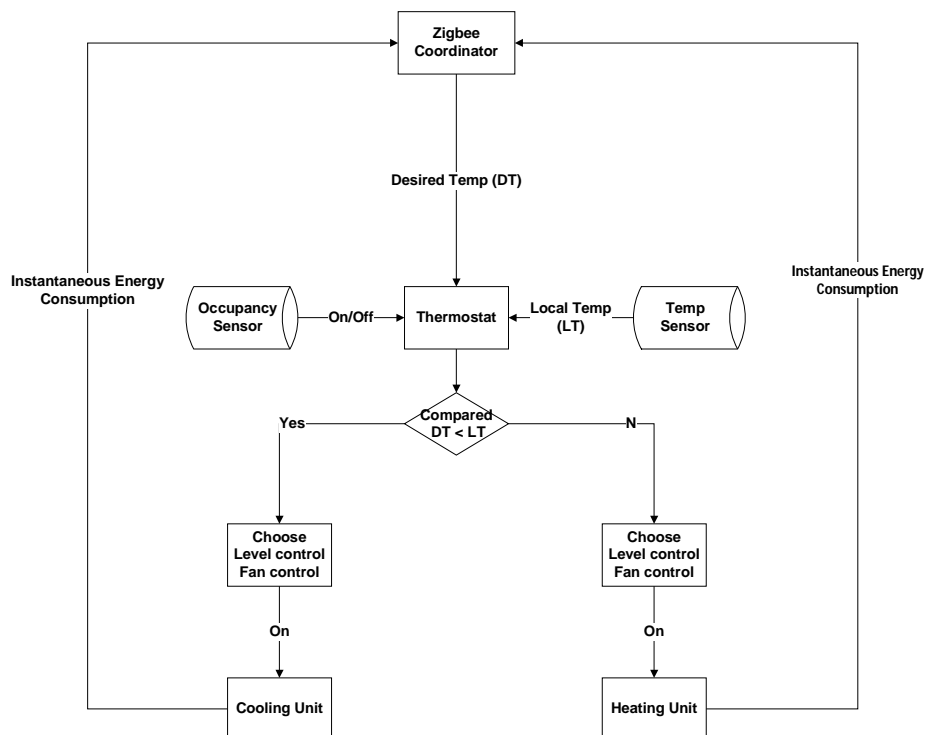 Zigbee
Coordinator
Desired Temp (DT)
Instantaneous Energy
Consumption
Instantaneous Energy
Consumption
Occupancy
Sensor
On/Off
Thermostat
Local Temp
(LT)
Temp
Sensor
Compared
DT < LT
Yes
N
Choose
Level control
Fan control
Choose
Level control
Fan control
On
On
Cooling Unit
Heating Unit